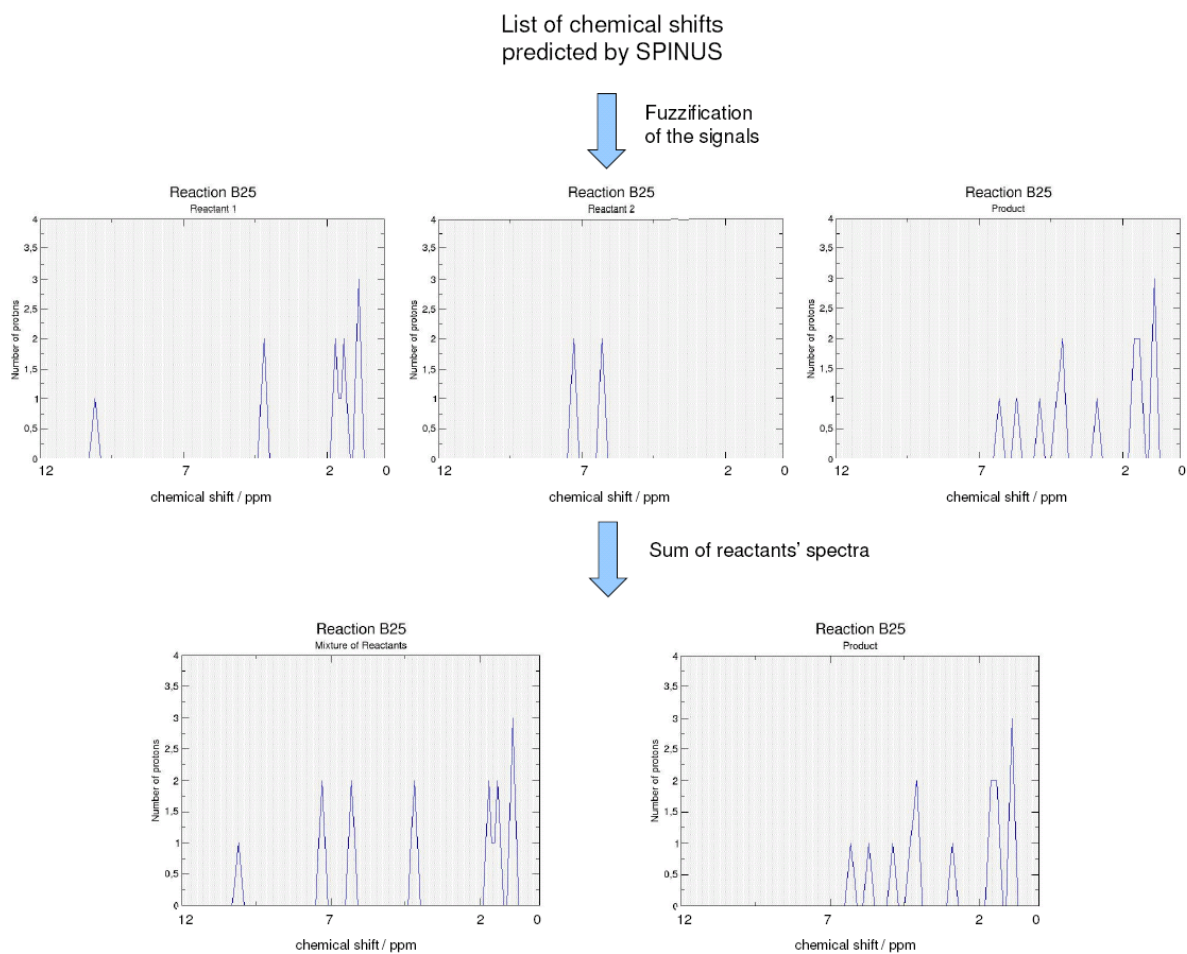 List of chemical shifts
predicted by SPINUS
Fuzzification
of the signals
Reaction B25
Reactant 1
Number of protons
4
3,5
3
2,5
2
1,5
1
0,5
0
12
7
2
0
chemical shift / ppm
Reaction B25
Reactant 2
Number of protons
4
3,5
3
2,5
2
1,5
1
0,5
0
12
7
2
0
chemical shift / ppm
Reaction B25
Product
Number of protons
4
3,5
3
2,5
2
1,5
1
0,5
0
12
7
2
0
chemical shift / ppm
Sum of reactants' spectra
Reaction B25
Mixture of Reactants
Number of protons
4
3,5
3
2,5
2
1,5
1
0,5
0
12
7
2
0
chemical shift / ppm
Reaction B25
Product
Number of protons
4
3,5
3
2,5
2
1,5
1
0,5
0
12
7
2
0
chemical shift / ppm